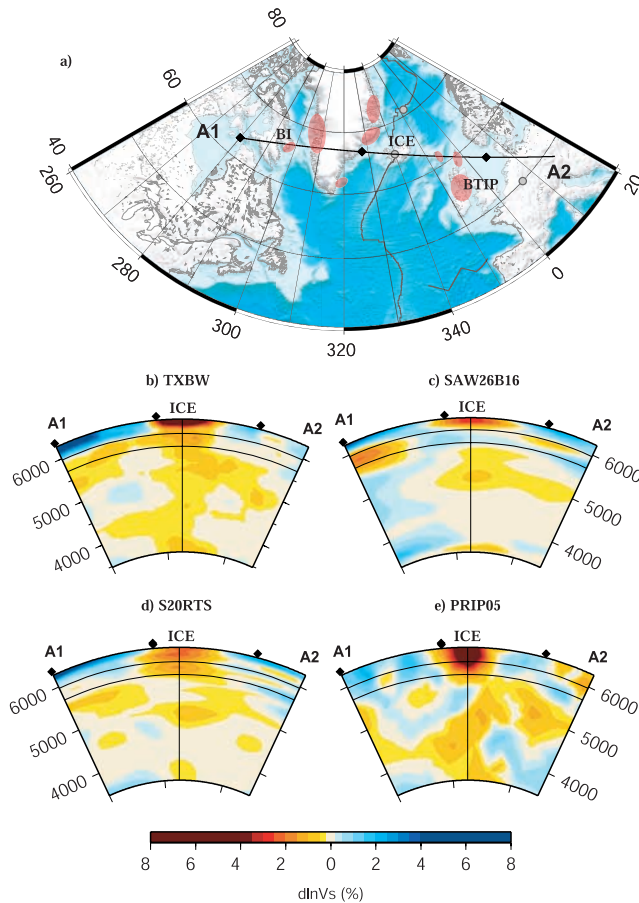 a)
80
60
40
260
280
300
320
340
0
20
A1
BI
ICE
BTIP
A2
b) TXBW
A1
ICE
A2
6000
5000
4000
c) SAW26B16
A1
ICE
A2
6000
5000
4000
d) S20RTS
A1
ICE
A2
6000
5000
4000
e) PRIP05
A1
ICE
A2
6000
5000
4000
8 6 4 2 0 2 4 6 8
dlnVs (%)